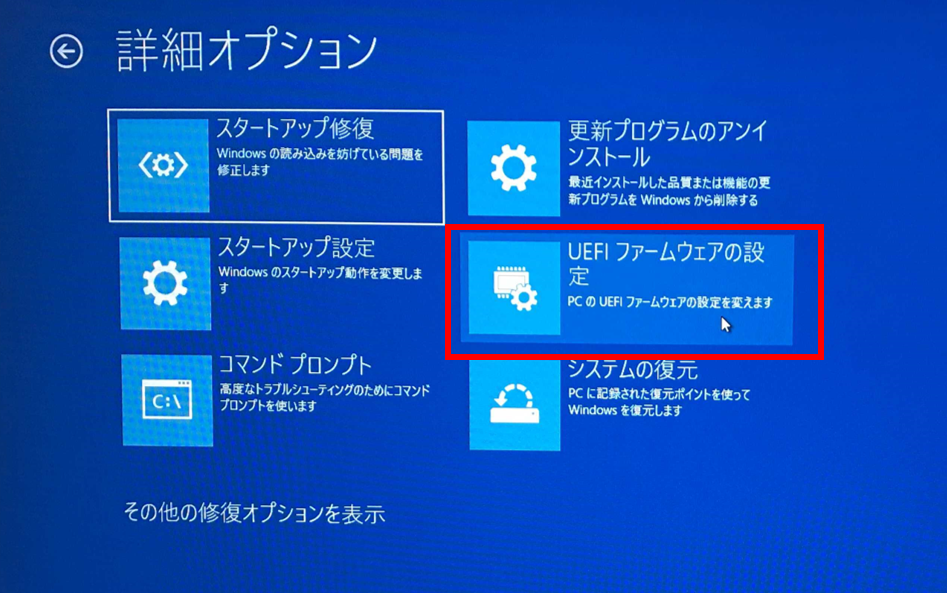 詳細オプション
スタートアップ修復
Windows の読み込みを妨げている問題を
修正します
更新プログラムのアンイ
ンストール
最近インストールした品質または機能の更
新プログラムを Windows から削除する
スタートアップ設定
Windows のスタートアップ動作を変更しま
す
UEFI ファームウェアの設
定
PC の UEFI ファームウェアの設定を変えます
コマンド プロンプト
高度なトラブルシューティングのためにコマンド
プロンプトを使います
C:\
システムの復元
PC に記録された復元ポイントを使って
Windows を復元します
その他の修復オプションを表示